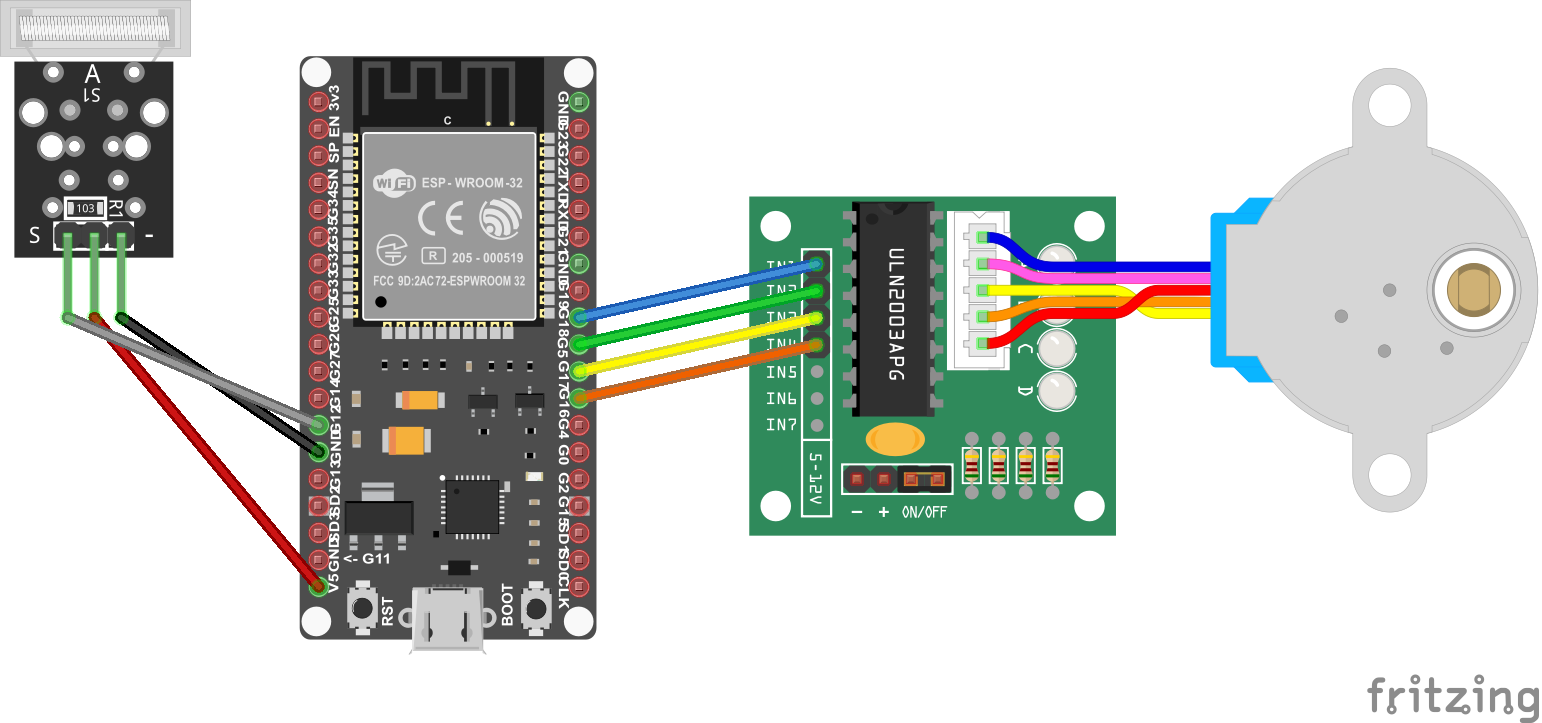 A
S1
103
R1
S
-
3v3
EN
SP
SN
G34
G35
G32
G33
G25
G26
G27
G14
G12
GND
G13
SD2
SD3
GND
V5
C
WiFi
ESP - WROOM-32
CE
R
205 - 000519
FCC 9D:2AC72-ESPWROOM 32
<- G11
RST
BOOT
GND
G23
G22
TXD
RXD
G21
GND
G19
G18
G5
G17
G16
G4
G0
G2
G15
SD1
SD0
CLK
IN1
IN2
IN3
IN4
IN5
IN6
IN7
5-12V
ULN2003APG
C
D
- + ON/OFF
fritzing